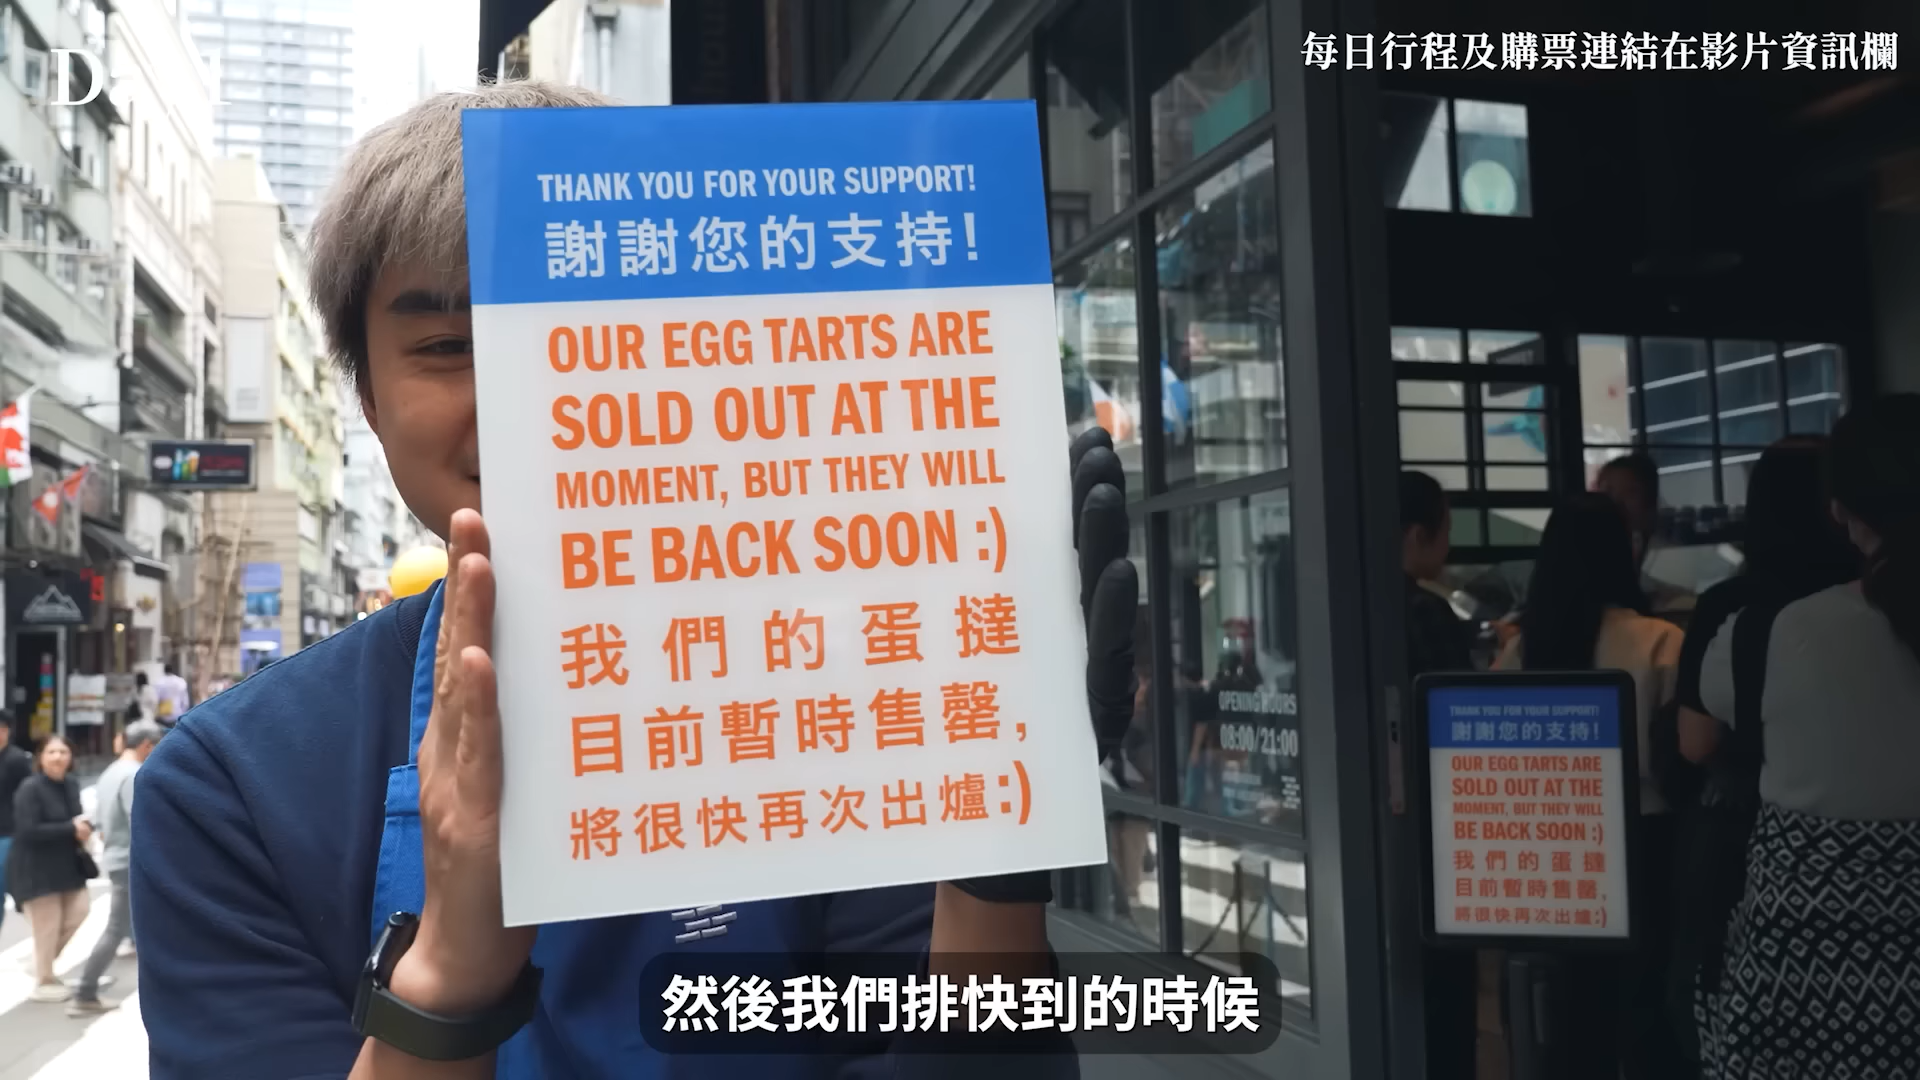 Day 1
每日行程及購票連結在影片資訊欄
THANK YOU FOR YOUR SUPPORT!
謝謝您的支持!
OUR EGG TARTS ARE
SOLD OUT AT THE
MOMENT, BUT THEY WILL
BE BACK SOON :)
我們的蛋撻
目前暫時售罄,
將很快再次出爐:)
OPENING HOURS
08:00/21:00
THANK YOU FOR YOUR SUPPORT!
謝謝您的支持!
OUR EGG TARTS ARE
SOLD OUT AT THE
MOMENT, BUT THEY WILL
BE BACK SOON :)
我們的蛋撻
目前暫時售罄,
將很快再次出爐:)
然後我們排快到的時候